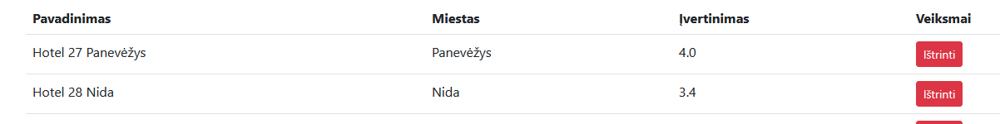 Pavadinimas Miestas Įvertinimas Veiksmai
Hotel 27 Panevėžys Panevėžys 4.0 Ištrinti
Hotel 28 Nida Nida 3.4 Ištrinti